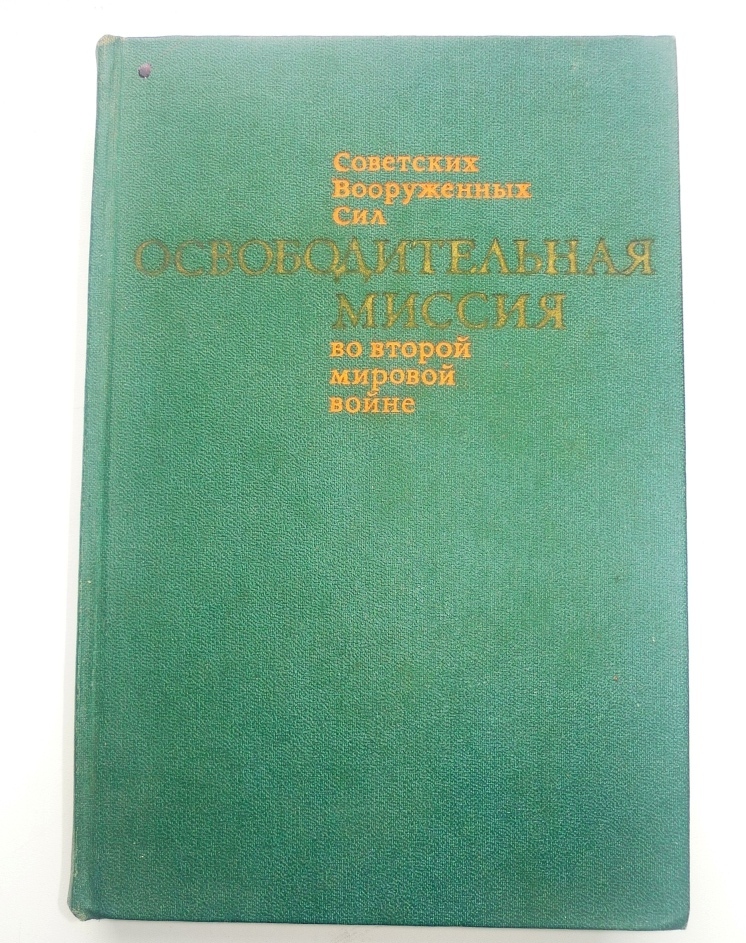 Советских
Вооруженных
Сил
ОСВОБОДИТЕЛЬНАЯ
МИССИЯ
во второй
мировой
войне